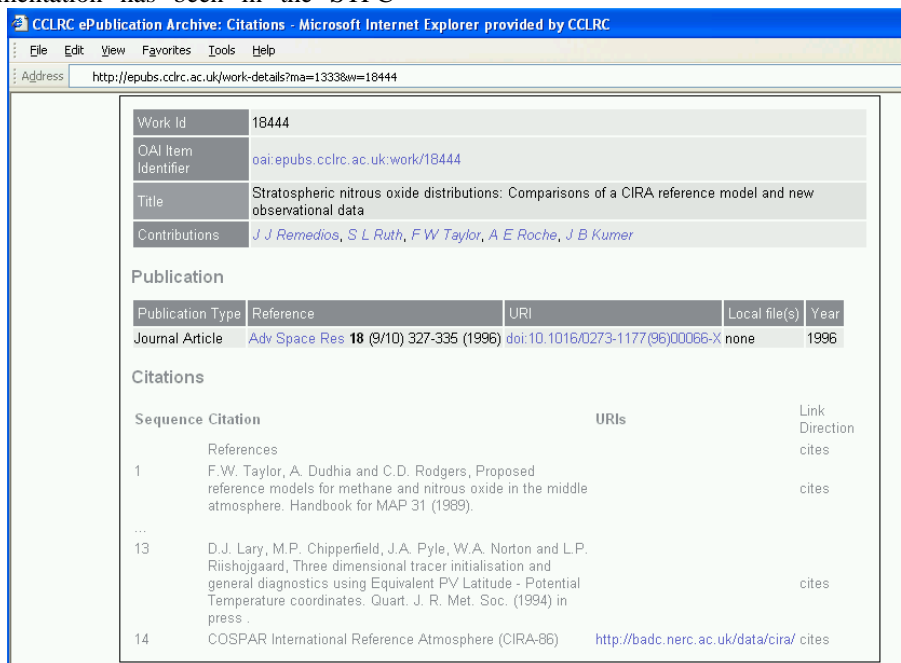 mentation has been in the STFC
CCLRC ePublication Archive: Citations - Microsoft Internet Explorer provided by CCLRC
File Edit View Favorites Tools Help
Address http://epubs.cclrc.ac.uk/work-details?ma=1333&w=18444
Work Id 18444
OAI Item
Identifier oai:epubs.cclrc.ac.uk:work/18444
Title Stratospheric nitrous oxide distributions: Comparisons of a CIRA reference model and new
observational data
Contributions J J Remedios, S L Ruth, F W Taylor, A E Roche, J B Kumer
Publication
Publication Type Reference URI Local file(s) Year
Journal Article Adv Space Res 18 (9/10) 327-335 (1996) doi:10.1016/0273-1177(96)00066-X none 1996
Citations
Sequence Citation URIs Link
Direction
References cites
1 F.W. Taylor, A. Dudhia and C.D. Rodgers, Proposed
reference models for methane and nitrous oxide in the middle cites
atmosphere. Handbook for MAP 31 (1989).
...
13 D.J. Lary, M.P. Chipperfield, J.A. Pyle, W.A. Norton and L.P.
Riishojgaard, Three dimensional tracer initialisation and
general diagnostics using Equivalent PV Latitude - Potential cites
Temperature coordinates. Quart. J. R. Met. Soc. (1994) in
press .
14 COSPAR International Reference Atmosphere (CIRA-86) http://badc.nerc.ac.uk/data/cira/ cites